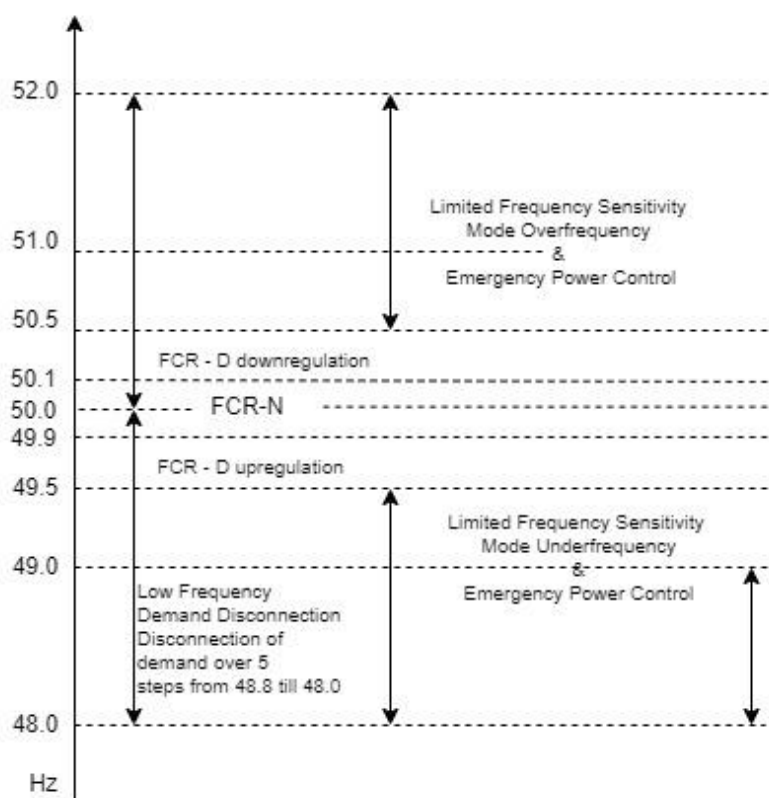 52.0
Limited Frequency Sensitivity
Mode Overfrequency
&
Emergency Power Control
51.0
50.5
FCR - D downregulation
50.1
50.0
FCR-N
49.9
FCR - D upregulation
49.5
Limited Frequency Sensitivity
Mode Underfrequency
&
Emergency Power Control
49.0
Low Frequency
Demand Disconnection
Disconnection of
demand over 5
steps from 48.8 till 48.0
48.0
Hz